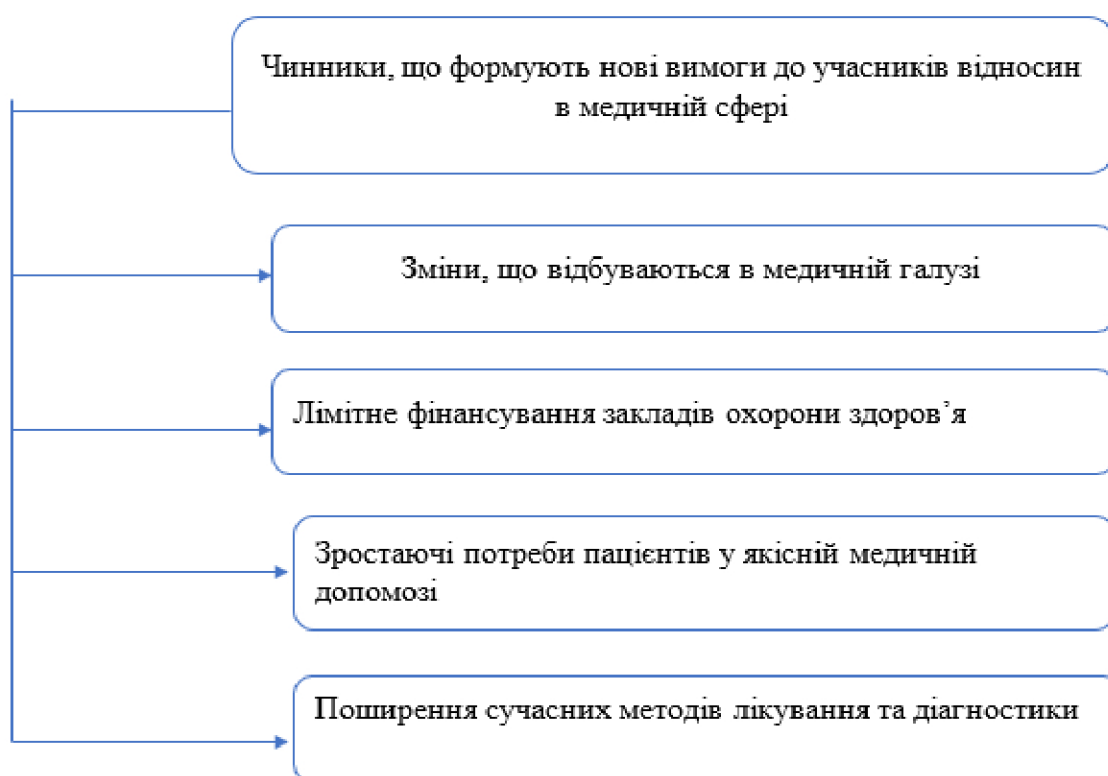 Чинники, що формують нові вимоги до учасників відносин
в медичній сфері
Зміни, що відбуваються в медичній галузі
Лімітне фінансування закладів охорони здоров’я
Зростаючі потреби пацієнтів у якісній медичній
допомозі
Поширення сучасних методів лікування та діагностики